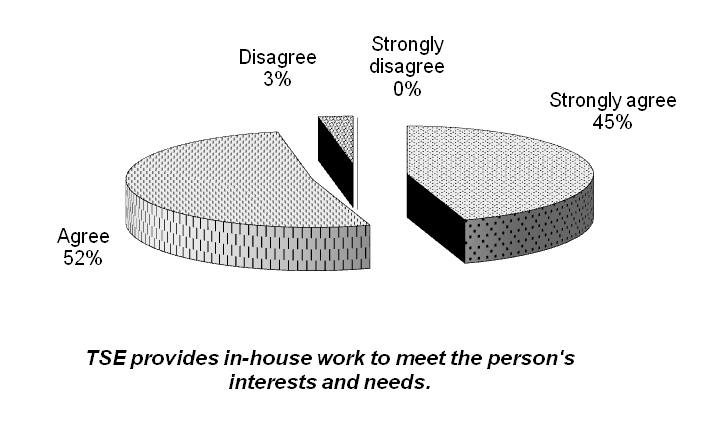 Disagree
3%
Strongly
disagree
0%
Strongly agree
45%
Agree
52%
TSE provides in-house work to meet the person's
interests and needs.